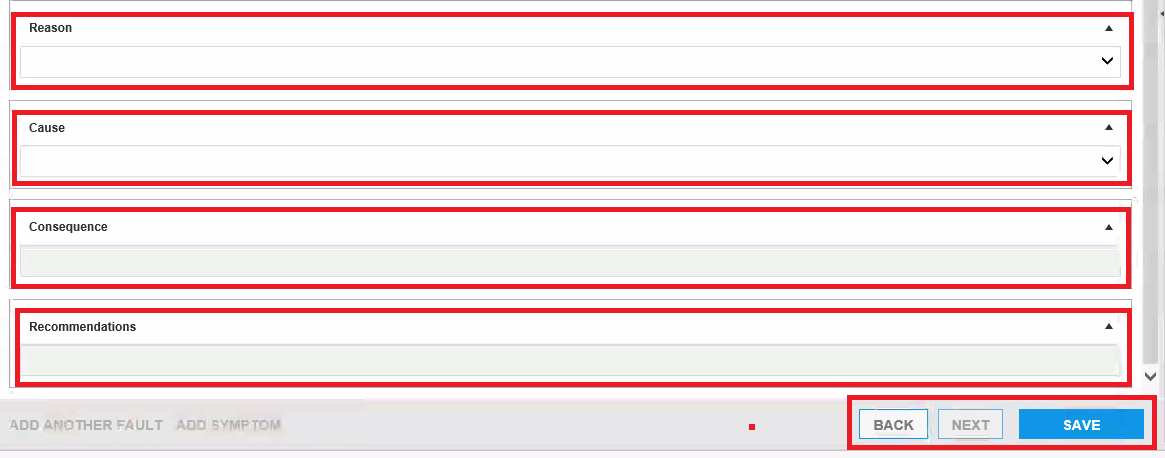 Reason
Cause
Consequence
Recommendations
ADD ANOTHER FAULT ADD SYMPTOM BACK NEXT SAVE